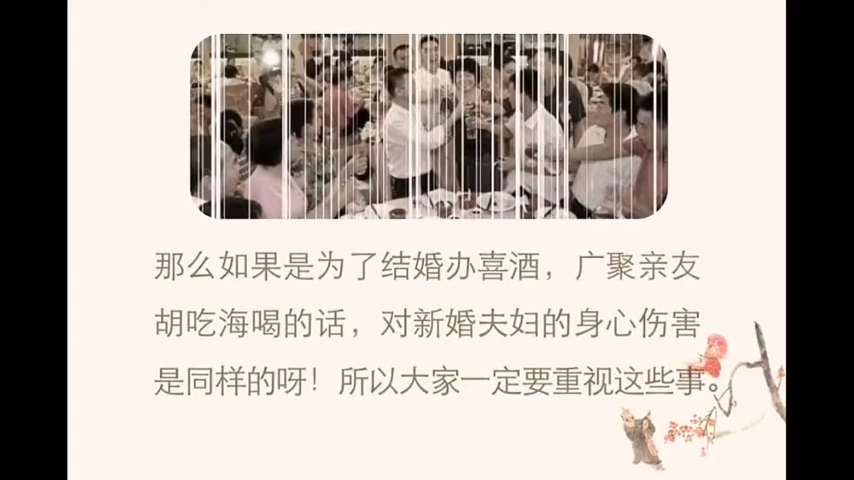 那么如果是为了结婚办喜酒，广聚亲友
胡吃海喝的话，对新婚夫妇的身心伤害
是同样的呀！所以大家一定要重视这些事。